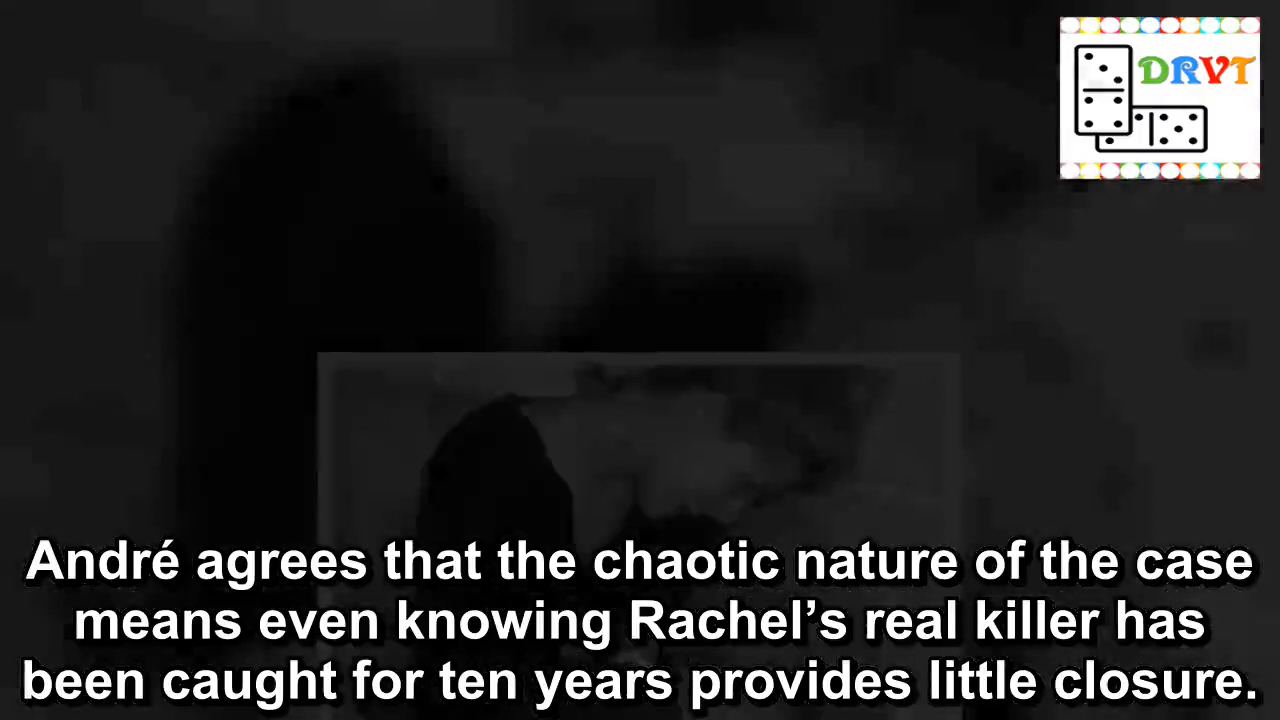 DRVT
André agrees that the chaotic nature of the case
means even knowing Rachel’s real killer has
been caught for ten years provides little closure.